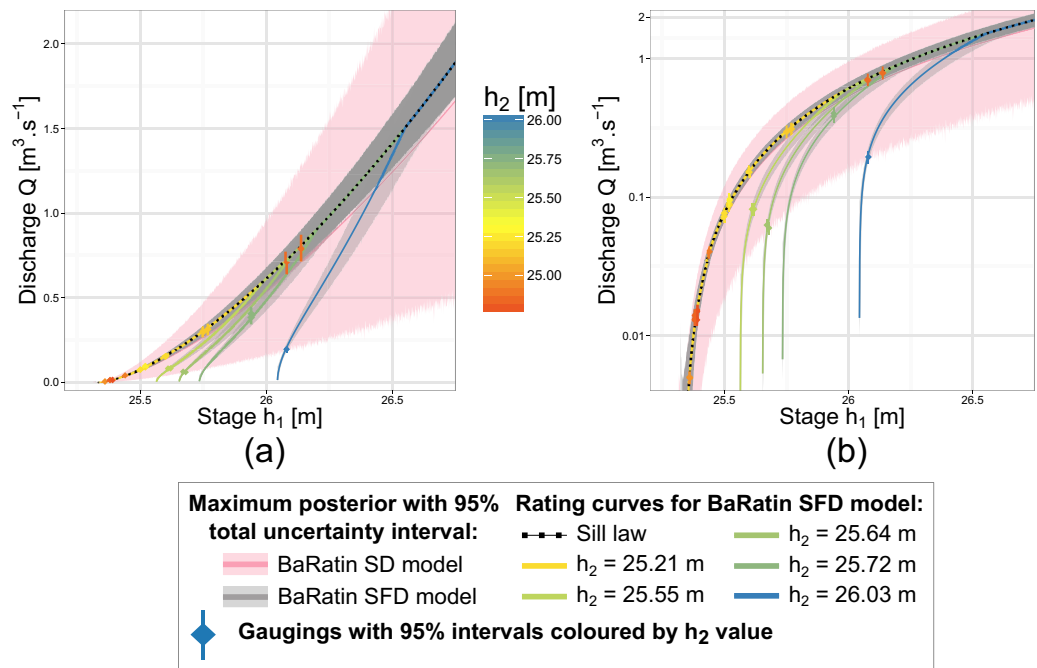 2.0
1.5
1.0
0.5
0.0
Discharge Q [m³.s⁻¹]
25.5
26
26.5
Stage h₁ [m]
(a)
h₂ [m]
26.00
25.75
25.50
25.25
25.00
2
1
0.1
0.01
Discharge Q [m³.s⁻¹]
25.5
26
26.5
Stage h₁ [m]
(b)
Maximum posterior with 95%
total uncertainty interval:
BaRatin SD model
BaRatin SFD model
Rating curves for BaRatin SFD model:
Sill law
h₂ = 25.21 m
h₂ = 25.55 m
h₂ = 25.64 m
h₂ = 25.72 m
h₂ = 26.03 m
Gaugings with 95% intervals coloured by h₂ value